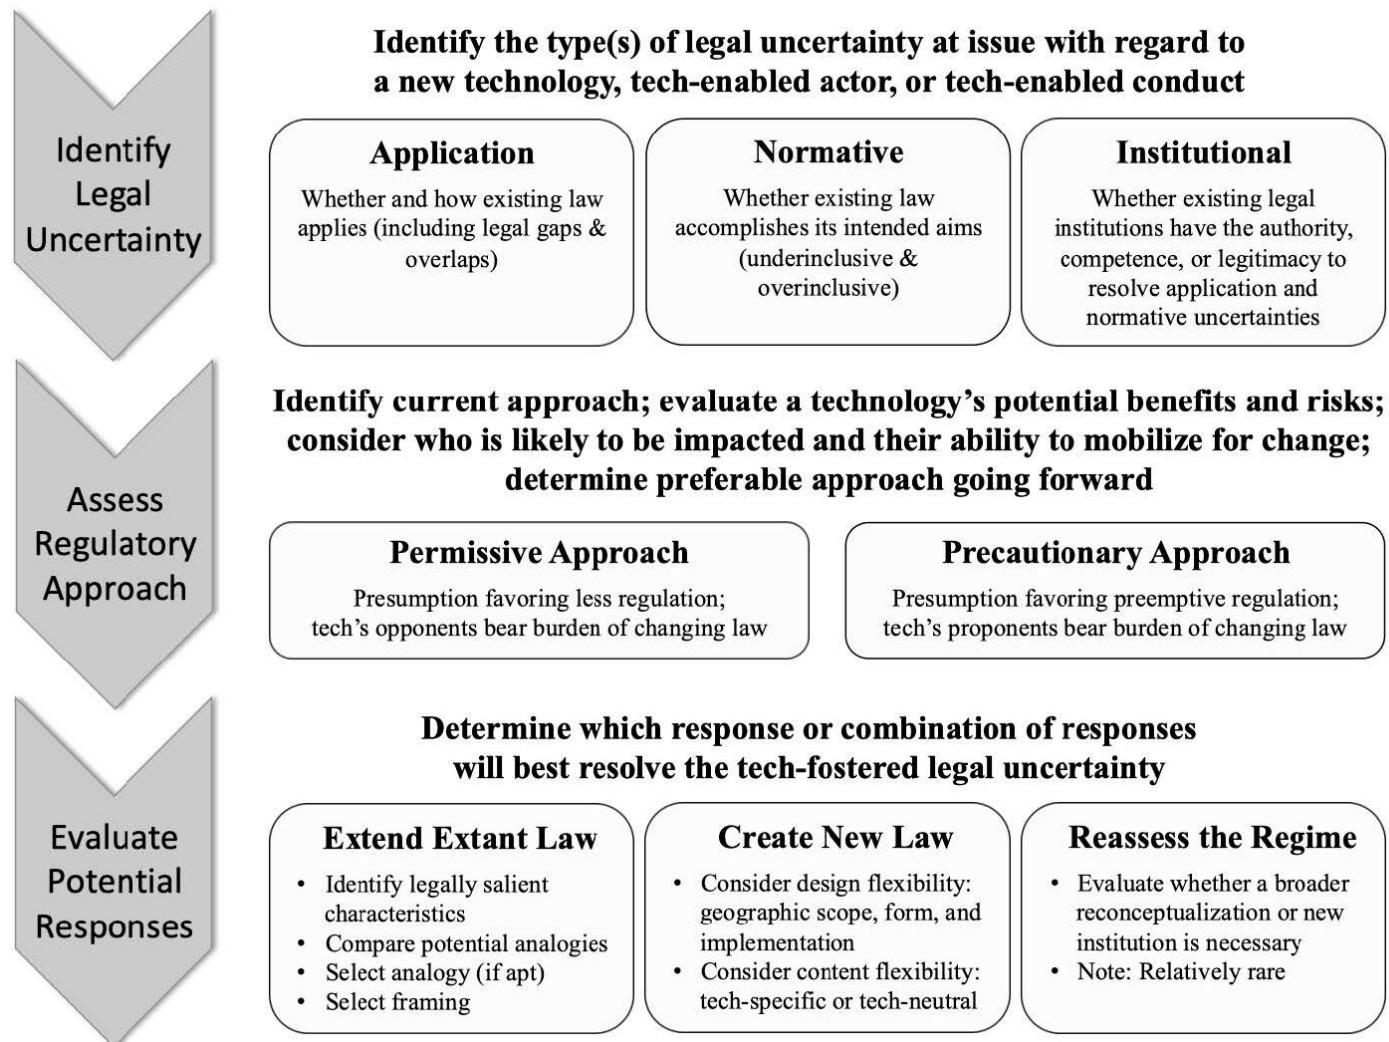 Identify
Legal
Uncertainty
Identify the type(s) of legal uncertainty at issue with regard to
a new technology, tech-enabled actor, or tech-enabled conduct
Application
Whether and how existing law
applies (including legal gaps &
overlaps)
Normative
Whether existing law
accomplishes its intended aims
(underinclusive &
overinclusive)
Institutional
Whether existing legal
institutions have the authority,
competence, or legitimacy to
resolve application and
normative uncertainties
Assess
Regulatory
Approach
Identify current approach; evaluate a technology’s potential benefits and risks;
consider who is likely to be impacted and their ability to mobilize for change;
determine preferable approach going forward
Permissive Approach
Presumption favoring less regulation;
tech’s opponents bear burden of changing law
Precautionary Approach
Presumption favoring preemptive regulation;
tech’s proponents bear burden of changing law
Evaluate
Potential
Responses
Determine which response or combination of responses
will best resolve the tech-fostered legal uncertainty
Extend Extant Law
• Identify legally salient
characteristics
• Compare potential analogies
• Select analogy (if apt)
• Select framing
Create New Law
• Consider design flexibility:
geographic scope, form, and
implementation
• Consider content flexibility:
tech-specific or tech-neutral
Reassess the Regime
• Evaluate whether a broader
reconceptualization or new
institution is necessary
• Note: Relatively rare